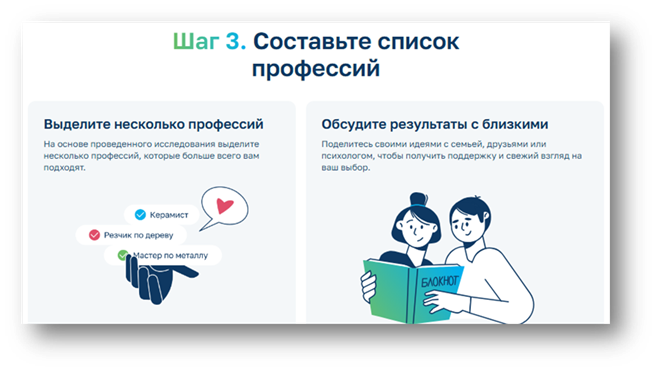 Шаг 3. Составьте список
профессий
Выделите несколько профессий
На основе проведенного исследования выделите
несколько профессий, которые больше всего вам
подходят.
Керамист
Резчик по дереву
Мастер по металлу
Обсудите результаты с близкими
Поделитесь своими идеями с семьей, друзьями или
психологом, чтобы получить поддержку и свежий взгляд на
ваш выбор.
БЛОКНОТ